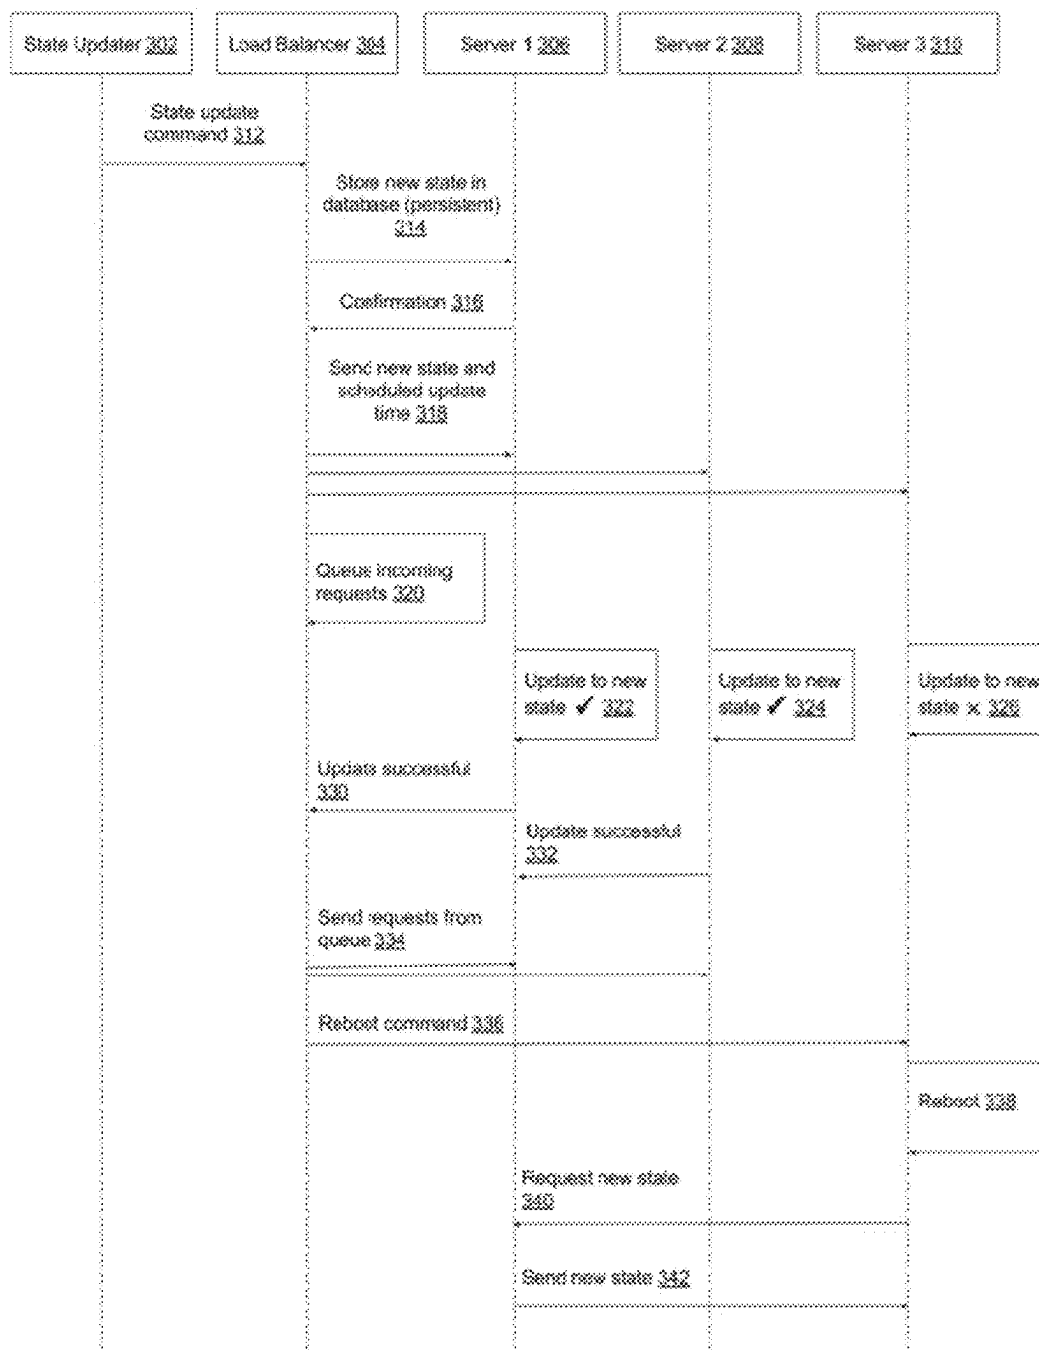 State Updater 302
Load Balancer 304
Server 1 306
Server 2 308
Server 3 310
State update
command 312
Store new state in
database (persistent)
314
Confirmation 316
Send new state and
scheduled update
time 318
Queue incoming
requests 320
Update to new
state ✔ 322
Update to new
state ✔ 324
Update to new
state × 326
Update successful
330
Update successful
332
Send requests from
queue 334
Reboot command 336
Reboot 338
Request new state
340
Send new state 342